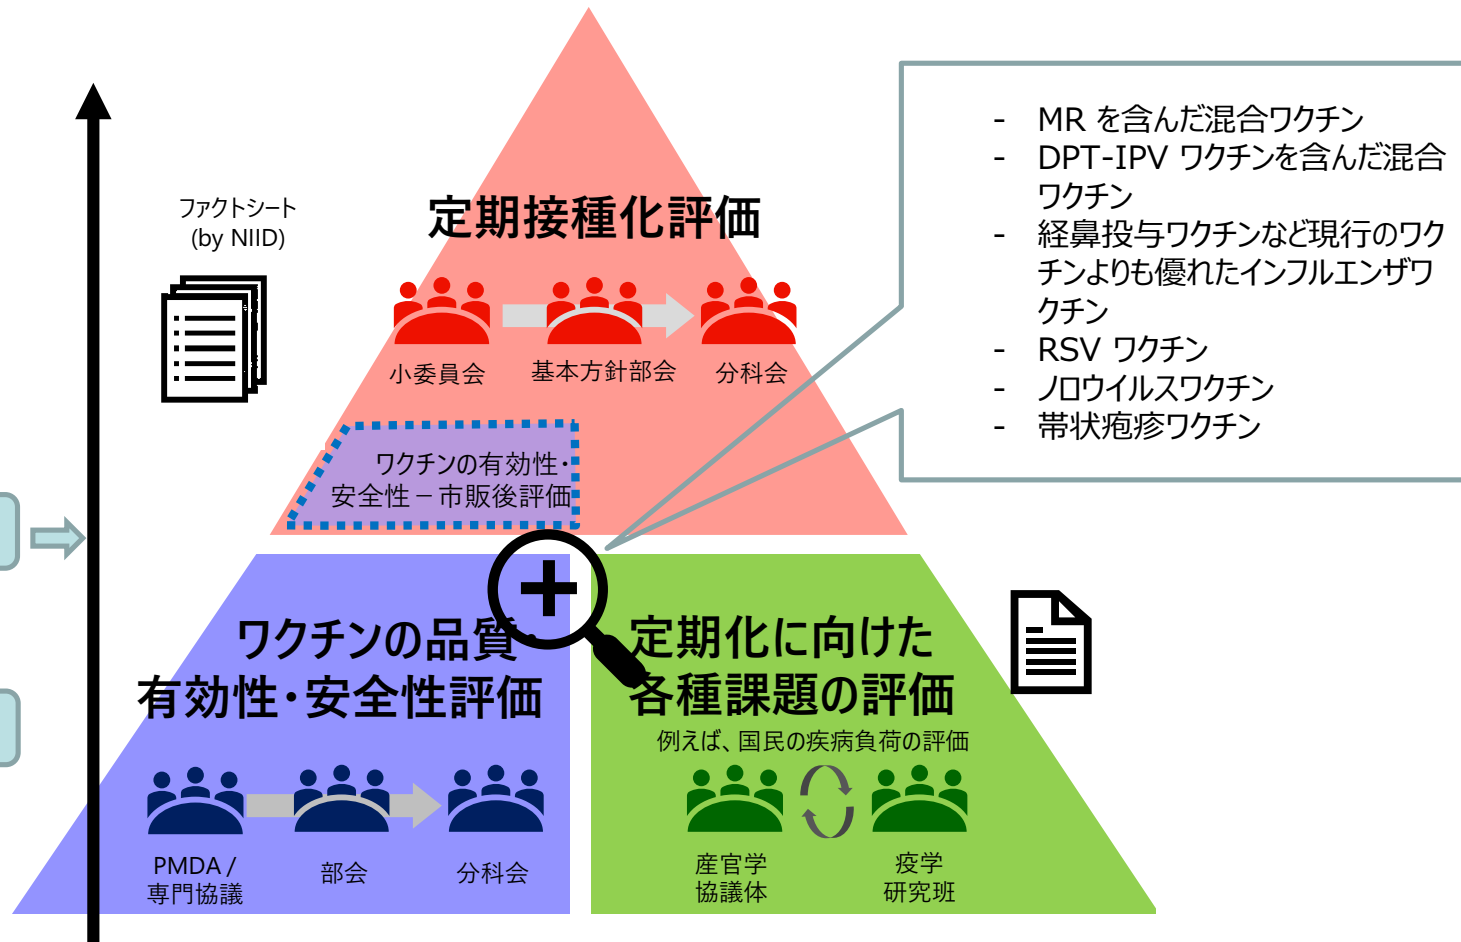 ファクトシート
(by NIID)
定期接種化評価
小委員会
基本方針部会
分科会
ワクチンの有効性・
安全性－市販後評価
- MR を含んだ混合ワクチン
- DPT-IPV ワクチンを含んだ混合
ワクチン
- 経鼻投与ワクチンなど現行のワク
チンよりも優れたインフルエンザワ
クチン
- RSV ワクチン
- ノロウイルスワクチン
- 帯状疱疹ワクチン
ワクチンの品質・
有効性・安全性評価
PMDA /
専門協議
部会
分科会
定期化に向けた
各種課題の評価
例えば、国民の疾病負荷の評価
産官学
協議体
疫学
研究班